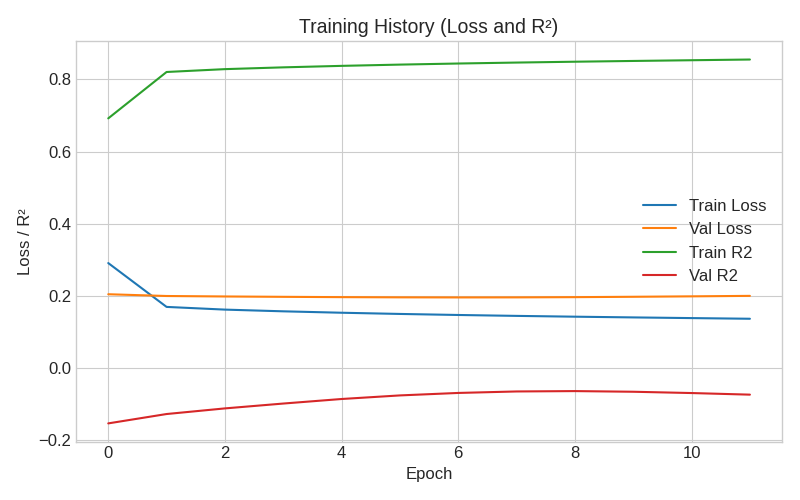 Training History (Loss and R²)
Loss / R²
0.8
0.6
0.4
0.2
0.0
−0.2
Train Loss
Val Loss
Train R2
Val R2
0 2 4 6 8 10
Epoch